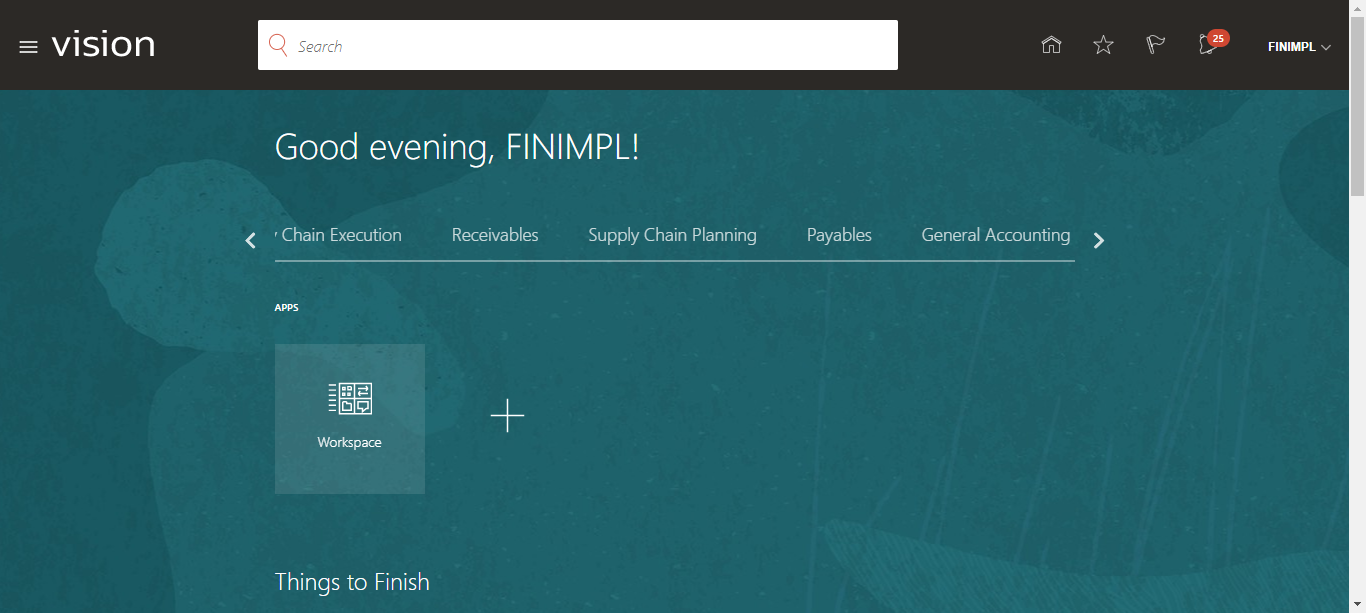 vision
Search
25
FINIMPL
Good evening, FINIMPL!
Chain Execution
Receivables
Supply Chain Planning
Payables
General Accounting
APPS
Workspace
Things to Finish